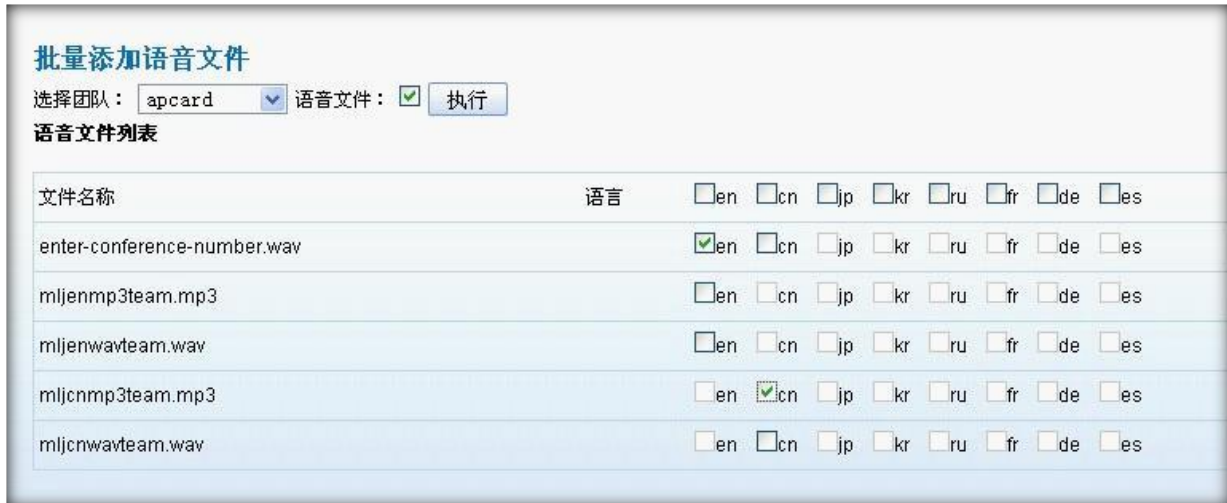 批量添加语音文件
选择团队： apcard 语音文件： 执行
语音文件列表
文件名称 语言 en cn jp kr ru fr de es
enter-conference-number.wav en cn jp kr ru fr de es
mljenmp3team.mp3 en cn jp kr ru fr de es
mljenwavteam.wav en cn jp kr ru fr de es
mljcnmp3team.mp3 en cn jp kr ru fr de es
mljcnwavteam.wav en cn jp kr ru fr de es